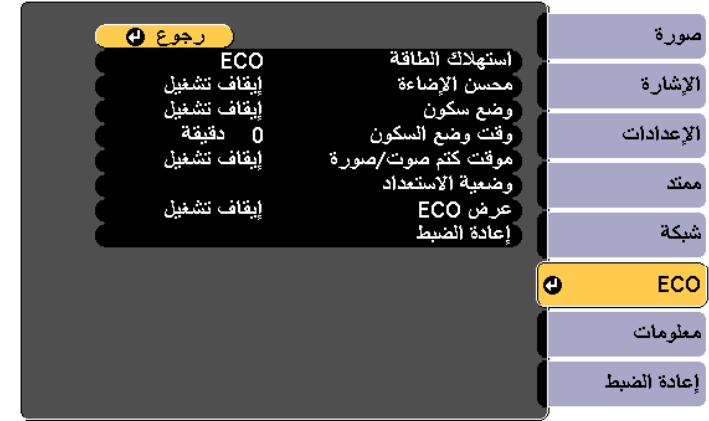 صورة
الإشارة
الإعدادات
ممتد
شبكة
ECO
معلومات
إعادة الضبط
رجوع
استهلاك الطاقة ECO
محسن الإضاءة إيقاف تشغيل
وضع سكون إيقاف تشغيل
وقت وضع السكون 0 دقيقة
موقت كتم صوت/صورة إيقاف تشغيل
وضعية الاستعداد
عرض ECO إيقاف تشغيل
إعادة الضبط